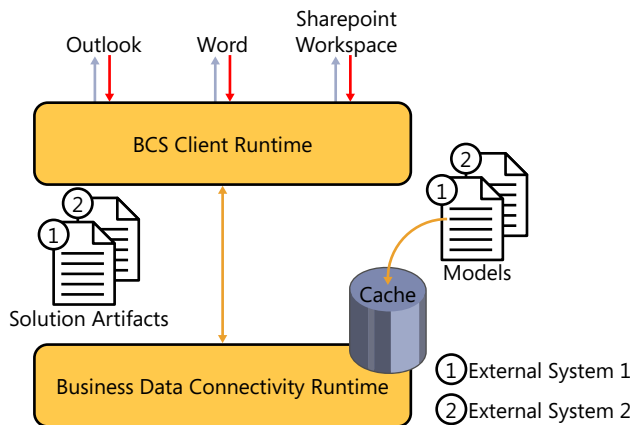 Outlook
Word
Sharepoint
Workspace
BCS Client Runtime
2
1
Solution Artifacts
2
1
Models
Cache
Business Data Connectivity Runtime
1 External System 1
2 External System 2